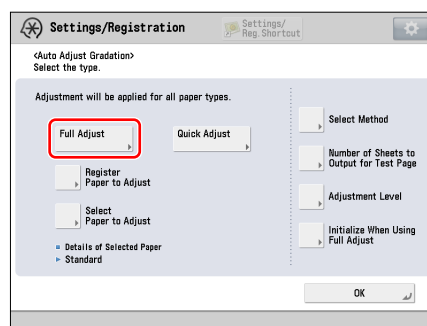 Settings/Registration
Settings/
Reg.Shortcut
<Auto Adjust Gradation>
Select the type.
Adjustment will be applied for all paper types.
Full Adjust
Quick Adjust
Register
Paper to Adjust
Select
Paper to Adjust
Details of Selected Paper
Standard
Select Method
Number of Sheets to
Output for Test Page
Adjustment Level
Initialize When Using
Full Adjust
OK